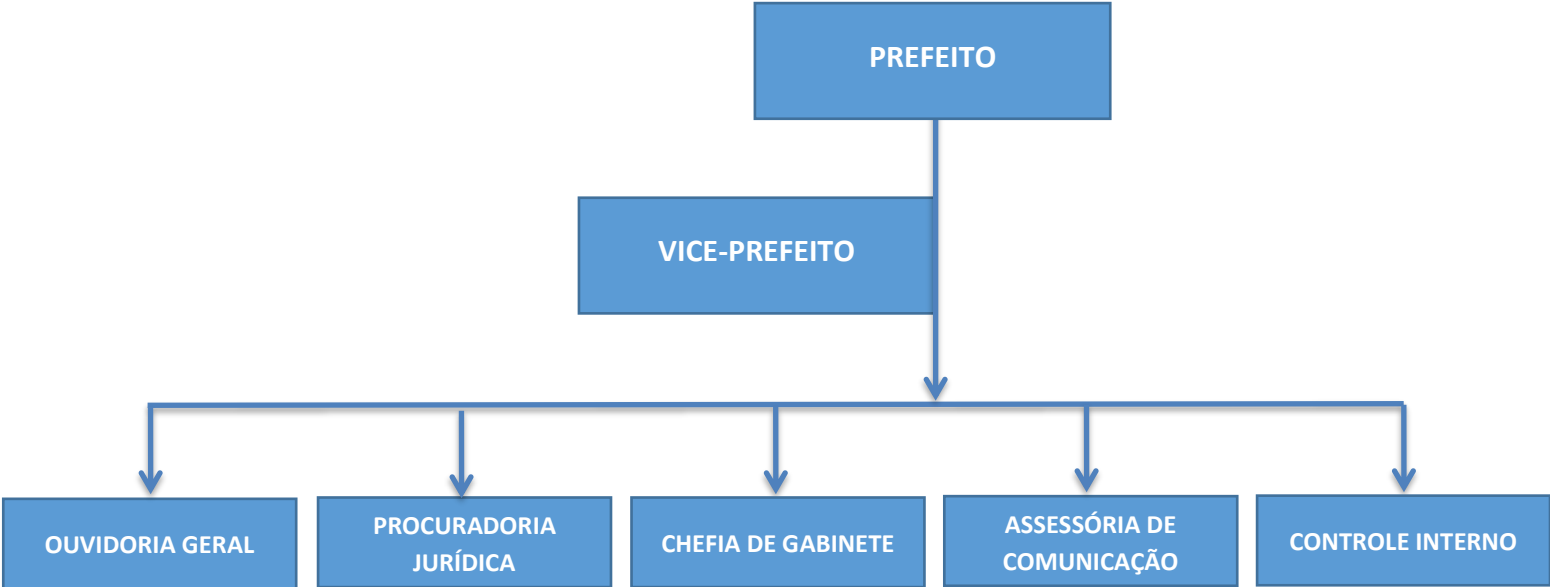 PREFEITO
VICE-PREFEITO
OUVIDORIA GERAL
PROCURADORIA
JURÍDICA
CHEFIA DE GABINETE
ASSESSÓRIA DE
COMUNICAÇÃO
CONTROLE INTERNO